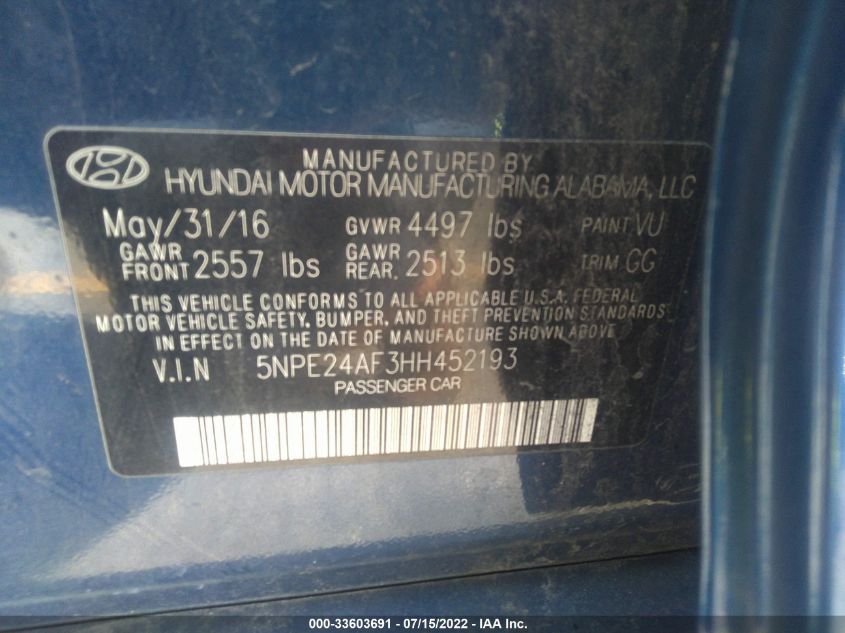 MANUFACTURED BY
HYUNDAI MOTOR MANUFACTURING ALABAMA, LLC
May/31/16 GVWR 4497 lbs PAINT VU
GAWR FRONT 2557 lbs GAWR REAR. 2513 lbs TRIM GG
THIS VEHICLE CONFORMS TO ALL APPLICABLE U.S.A. FEDERAL
MOTOR VEHICLE SAFETY, BUMPER, AND THEFT PREVENTION STANDARDS
IN EFFECT ON THE DATE OF MANUFACTURE SHOWN ABOVE.
V.I.N 5NPE24AF3HH452193
PASSENGER CAR
000-33603691 - 07/15/2022 - IAA Inc.